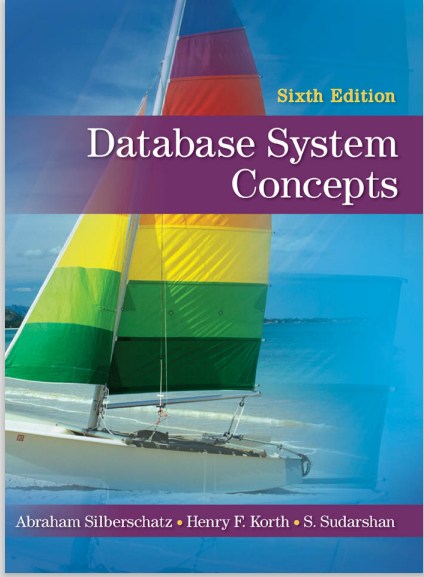 Sixth Edition
Database System
Concepts
Abraham Silberschatz • Henry F. Korth • S. Sudarshan